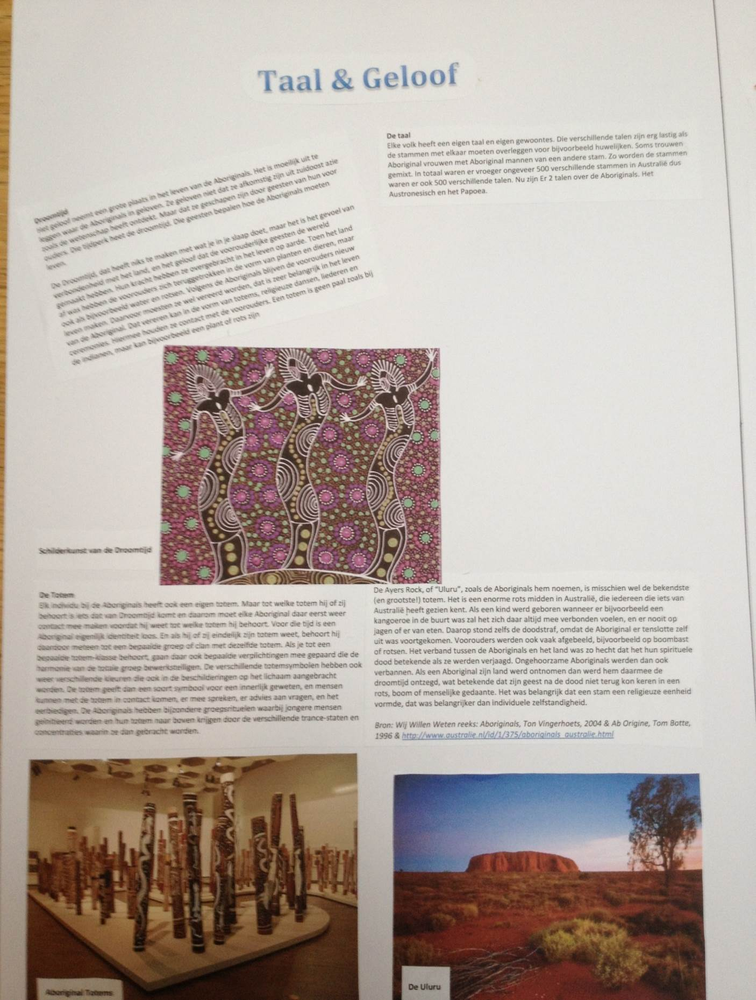 Taal & Geloof
Droomtijd
Het geloof neemt een grote plaats in het leven van de Aboriginals. Het is moeilijk uit te
leggen waar de Aboriginals in geloven. Ze geloven niet dat ze afkomstig zijn uit zuidoost azie
zoals de wetenschap heeft ontdekt. Maar dat ze geschapen zijn door geesten van hun voor
ouders. Die tijdperk heet de droomtijd. Die geesten bepalen hoe de Aboriginals moeten
leven.
De Droomtijd, dat heeft niks te maken met wat je in je slaap doet, maar het is het gevoel van
verbondenheid met het land, en het geloof dat de voorouderlijke geesten de wereld
gemaakt hebben. Hun kracht hebben ze overgebracht in het leven op aarde. Toen het land
af was hebben de voorouders zich teruggetrokken in de vorm van planten en dieren, maar
ook als bijvoorbeeld water en rotsen. Volgens de Aboriginals blijven de voorouders nieuw
leven maken. Daarvoor moesten ze wel vereerd worden, dat is zeer belangrijk in het leven
van de Aboriginal. Dat vereren kan in de vorm van totems, religieuze dansen, liederen en
ceremonies. Hiermee houden ze contact met de voorouders. Een totem is geen paal zoals bij
de indianen, maar kan bijvoorbeeld een plant of rots zijn
De taal
Elke volk heeft een eigen taal en eigen gewoontes. Die verschillende talen zijn erg lastig als
de stammen met elkaar moeten overleggen voor bijvoorbeeld huwelijken. Soms trouwen
Aboriginal vrouwen met Aboriginal mannen van een andere stam. Zo worden de stammen
gemixt. In totaal waren er vroeger ongeveer 500 verschillende stammen in Australië dus
waren er ook 500 verschillende talen. Nu zijn Er 2 talen over de Aboriginals. Het
Austronesisch en het Papoea.
Schilderkunst van de Droomtijd
De Totem
Elk individu bij de Aboriginals heeft ook een eigen totem. Maar tot welke totem hij of zij
behoort is iets dat van Droomtijd komt en daarom moet elke Aboriginal daar eerst weer
contact mee maken voordat hij weet tot welke totem hij behoort. Voor die tijd is een
Aboriginal eigenlijk identiteit loos. En als hij of zij eindelijk zijn totem weet, behoort hij
daardoor meteen tot een bepaalde groep of clan met dezelfde totem. Als je tot een
bepaalde totem-klasse behoort, gaan daar ook bepaalde verplichtingen mee gepaard die de
harmonie van de totale groep bewerkstelligen. De verschillende totemsymbolen hebben ook
weer verschillende kleuren die ook in de beschilderingen op het lichaam aangebracht
worden. De totem geeft dan een soort symbool voor een innerlijk geweten, en mensen
kunnen met de totem in contact komen, er mee spreken, er advies aan vragen, en het
eerbiedigen. De Aboriginals hebben bijzondere groepsrituelen waarbij jongere mensen
geïnitieerd worden en hun totem naar boven krijgen door de verschillende trance-staten en
concentraties waarin ze dan gebracht worden.
De Ayers Rock, of "Uluru", zoals de Aboriginals hem noemen, is misschien wel de bekendste
(en grootste!) totem. Het is een enorme rots midden in Australië, die iedereen die iets van
Australië heeft gezien kent. Als een kind werd geboren wanneer er bijvoorbeeld een
kangoeroe in de buurt was zal het zich daar altijd mee verbonden voelen, en er nooit op
jagen of er van eten. Daarop stond zelfs de doodstraf, omdat de Aboriginal er tenslotte zelf
uit was voortgekomen. Voorouders werden ook vaak afgebeeld, bijvoorbeeld op boombast
of rotsen. Het verband tussen de Aboriginals en het land was zo hecht dat het hun spirituele
dood betekende als ze werden verjaagd. Ongehoorzame Aboriginals werden dan ook
verbannen. Als een Aboriginal zijn land werd ontnomen dan werd hem daarmee de
droomtijd ontzegd, wat betekende dat zijn geest na de dood niet terug kon keren in een
rots, boom of menselijke gedaante. Het was belangrijk dat een stam een religieuze eenheid
vormde, dat was belangrijker dan individuele zelfstandigheid.
Bron: Wij Willen Weten reeks: Aboriginals, Ton Vingerhoets, 2004 & Ab Origine, Tom Botte,
1996 & http://www.australie.nl/id/1/375/aboriginals_australie.html
Aboriginal Totems
De Uluru